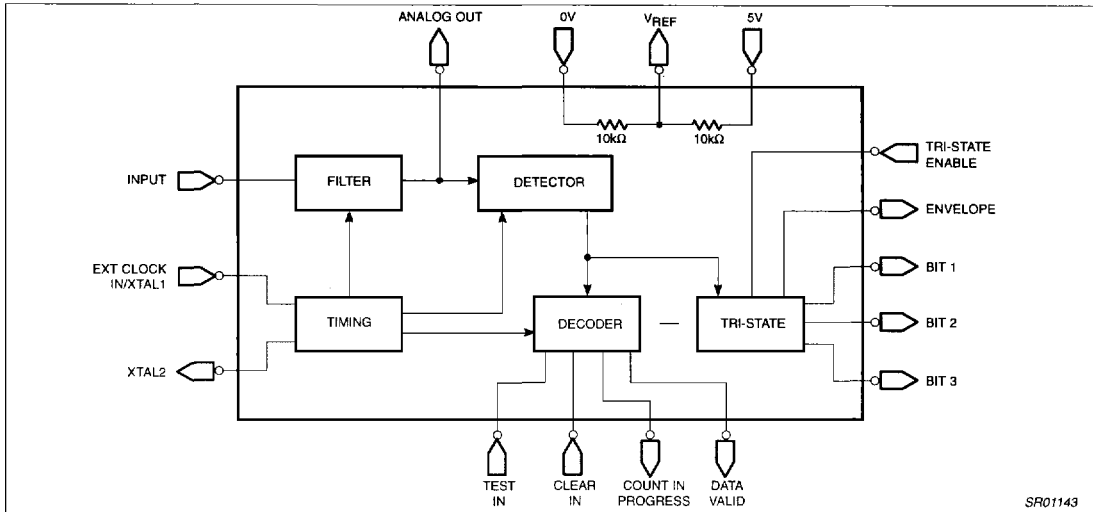 ANALOG OUT
0V
VREF
5V
10kΩ
10kΩ
TRI-STATE
ENABLE
INPUT
FILTER
DETECTOR
ENVELOPE
EXT CLOCK
IN/XTAL1
BIT 1
TIMING
DECODER
TRI-STATE
BIT 2
XTAL2
BIT 3
TEST
IN
CLEAR
IN
COUNT IN
PROGRESS
DATA
VALID
SR01143